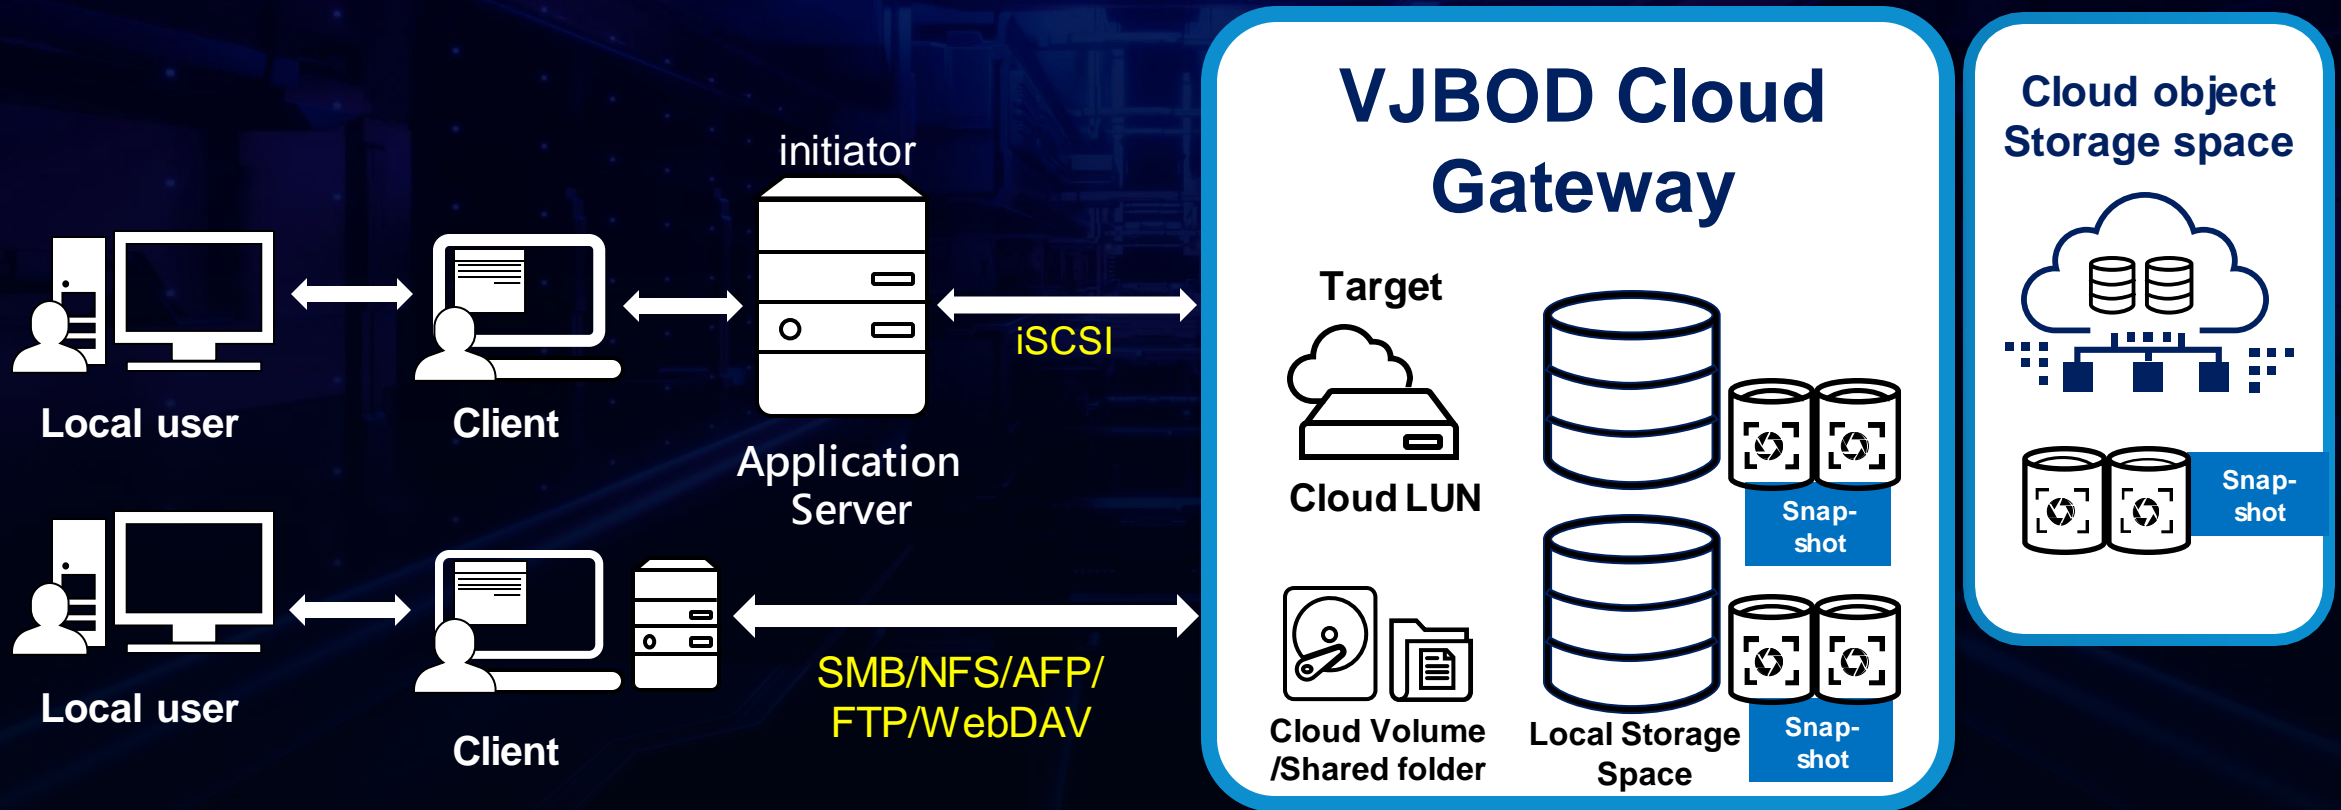 initiator
Local user
Client
Application
Server
iSCSI
Local user
Client
SMB/NFS/AFP/
FTP/WebDAV
VJBOD Cloud
Gateway
Target
Cloud LUN
Snap-
shot
Cloud Volume
/Shared folder
Local Storage
Space
Snap-
shot
Cloud object
Storage space
Snap-
shot